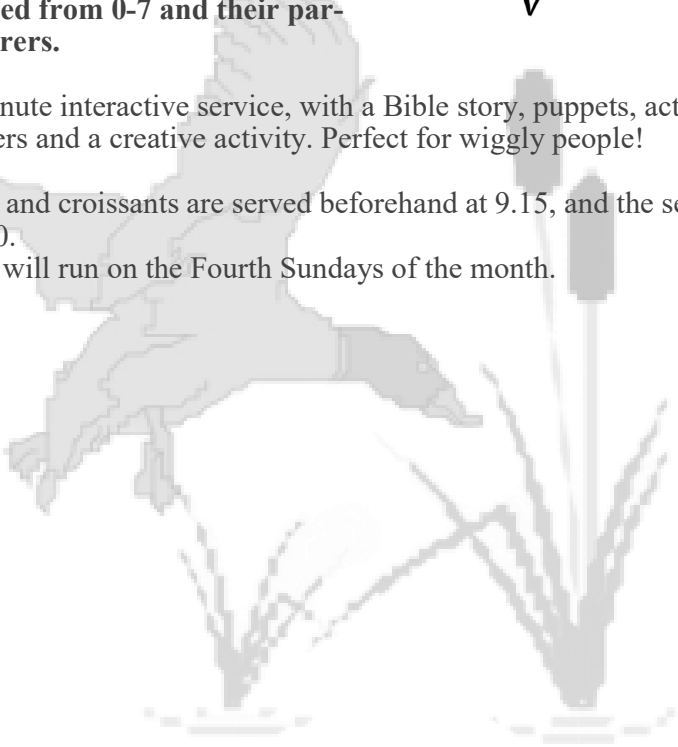 ed from 0-7 and their par-
rers.
nute interactive service, with a Bible story, puppets, act
ers and a creative activity. Perfect for wiggly people!
and croissants are served beforehand at 9.15, and the se
0.
will run on the Fourth Sundays of the month.